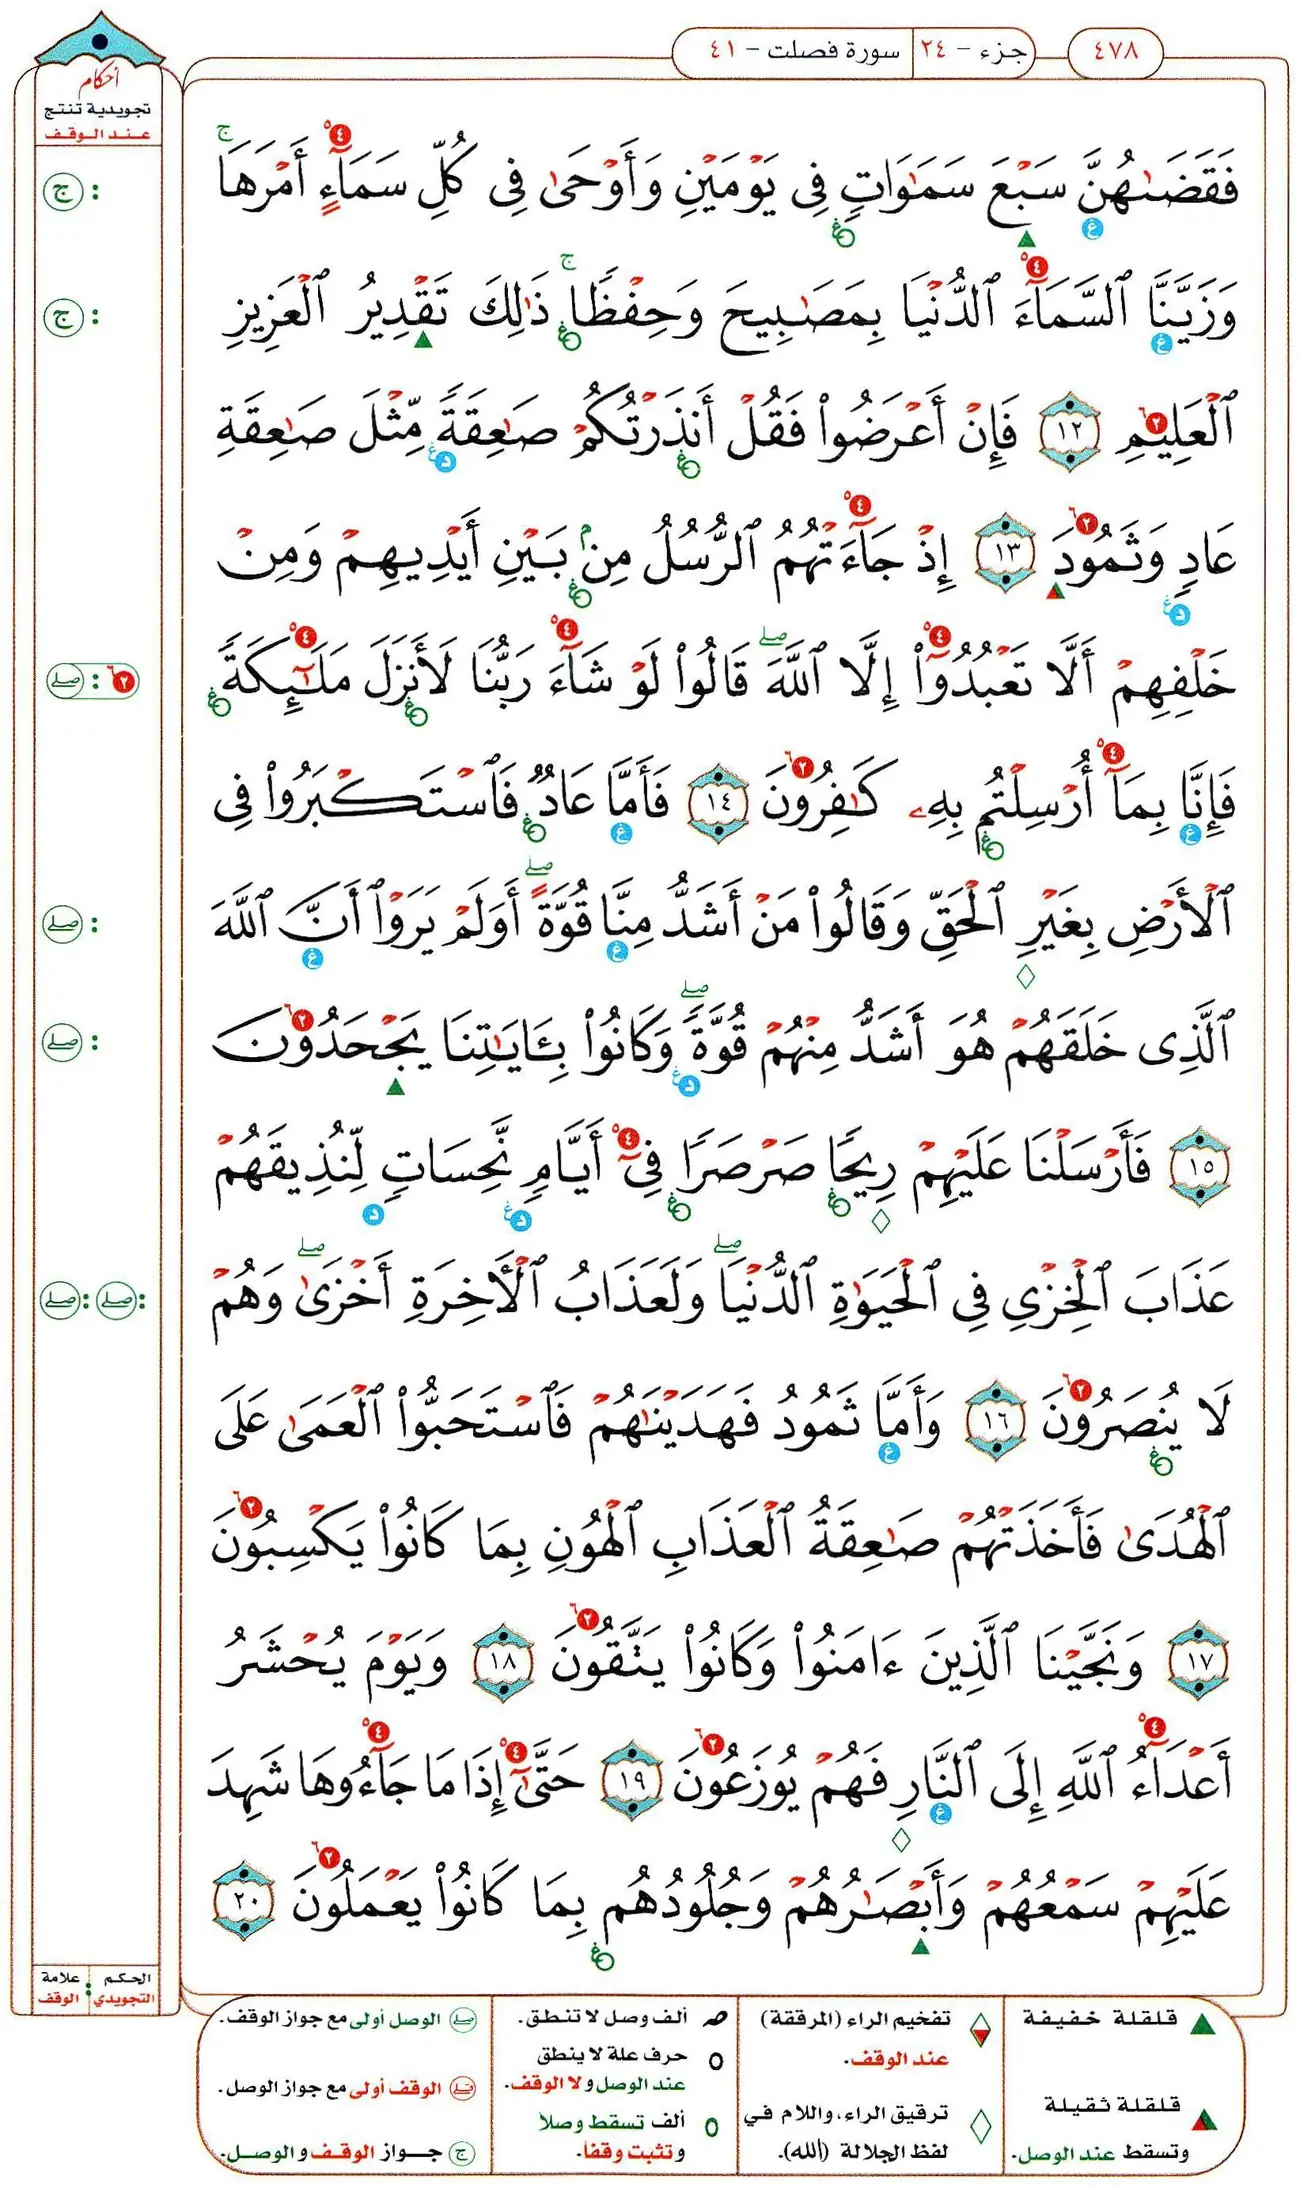 ٤٧٨
جزء - ٢٤ سورة فصلت - ٤١
أحكام
تجويدية تنتج
عند الوقف
فَقَضَىٰهُنَّ سَبْعَ سَمَٰوَاتٍ فِى يَوْمَيْنِ وَأَوْحَىٰ فِى كُلِّ سَمَآءٍ أَمْرَهَا ۚ
وَزَيَّنَّا ٱلسَّمَآءَ ٱلدُّنْيَا بِمَصَٰبِيحَ وَحِفْظًا ۚ ذَٰلِكَ تَقْدِيرُ ٱلْعَزِيزِ
ٱلْعَلِيمِ ١٢ فَإِنْ أَعْرَضُوا۟ فَقُلْ أَنذَرْتُكُمْ صَٰعِقَةً مِّثْلَ صَٰعِقَةِ
عَادٍ وَثَمُودَ ١٣ إِذْ جَآءَتْهُمُ ٱلرُّسُلُ مِنۢ بَيْنِ أَيْدِيهِمْ وَمِنْ
خَلْفِهِمْ أَلَّا تَعْبُدُوٓا۟ إِلَّا ٱللَّهَ ۖ قَالُوا۟ لَوْ شَآءَ رَبُّنَا لَأَنزَلَ مَلَٰٓئِكَةً
فَإِنَّا بِمَآ أُرْسِلْتُم بِهِۦ كَٰفِرُونَ ١٤ فَأَمَّا عَادٌ فَٱسْتَكْبَرُوا۟ فِى
ٱلْأَرْضِ بِغَيْرِ ٱلْحَقِّ وَقَالُوا۟ مَنْ أَشَدُّ مِنَّا قُوَّةً ۖ أَوَلَمْ يَرَوْا۟ أَنَّ ٱللَّهَ
ٱلَّذِى خَلَقَهُمْ هُوَ أَشَدُّ مِنْهُمْ قُوَّةً ۖ وَكَانُوا۟ بِـَٔايَٰتِنَا يَجْحَدُونَ
١٥ فَأَرْسَلْنَا عَلَيْهِمْ رِيحًا صَرْصَرًا فِىٓ أَيَّامٍ نَّحِسَاتٍ لِّنُذِيقَهُمْ
عَذَابَ ٱلْخِزْىِ فِى ٱلْحَيَوٰةِ ٱلدُّنْيَا ۖ وَلَعَذَابُ ٱلْأَخِرَةِ أَخْزَىٰ ۖ وَهُمْ
لَا يُنصَرُونَ ١٦ وَأَمَّا ثَمُودُ فَهَدَيْنَٰهُمْ فَٱسْتَحَبُّوا۟ ٱلْعَمَىٰ عَلَى
ٱلْهُدَىٰ فَأَخَذَتْهُمْ صَٰعِقَةُ ٱلْعَذَابِ ٱلْهُونِ بِمَا كَانُوا۟ يَكْسِبُونَ
١٧ وَنَجَّيْنَا ٱلَّذِينَ ءَامَنُوا۟ وَكَانُوا۟ يَتَّقُونَ ١٨ وَيَوْمَ يُحْشَرُ
أَعْدَآءُ ٱللَّهِ إِلَى ٱلنَّارِ فَهُمْ يُوزَعُونَ ١٩ حَتَّىٰٓ إِذَا مَا جَآءُوهَا شَهِدَ
عَلَيْهِمْ سَمْعُهُمْ وَأَبْصَٰرُهُمْ وَجُلُودُهُم بِمَا كَانُوا۟ يَعْمَلُونَ ٢٠
الحكم التجويدي : علامة الوقف
قلقلة خفيفة
قلقلة ثقيلة
وتسقط عند الوصل.
تفخيم الراء (المرققة)
عند الوقف.
ترقيق الراء، واللام في
لفظ الجلالة (الله).
ألف وصل لا تنطق.
حرف علة لا ينطق
عند الوصل ولا الوقف.
ألف تسقط وصلاً
وتثبت وقفاً.
صلے الوصل أولى مع جواز الوقف.
قلے الوقف أولى مع جواز الوصل.
ج جواز الوقف والوصل.